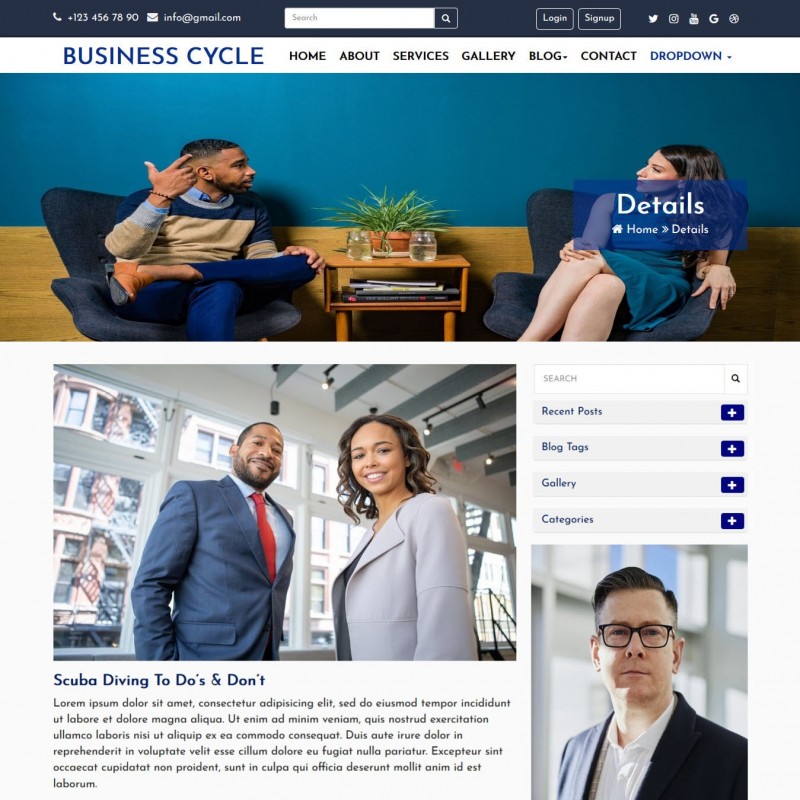 +123 456 78 90 info@gmail.com Search Login Signup
BUSINESS CYCLE HOME ABOUT SERVICES GALLERY BLOG CONTACT DROPDOWN
Details
Home » Details
SEARCH
Recent Posts
Blog Tags
Gallery
Categories
Scuba Diving To Do's & Don't
Lorem ipsum dolor sit amet, consectetur adipisicing elit, sed do eiusmod tempor incididunt
ut labore et dolore magna aliqua. Ut enim ad minim veniam, quis nostrud exercitation
ullamco laboris nisi ut aliquip ex ea commodo consequat. Duis aute irure dolor in
reprehenderit in voluptate velit esse cillum dolore eu fugiat nulla pariatur. Excepteur sint
occaecat cupidatat non proident, sunt in culpa qui officia deserunt mollit anim id est
laborum.